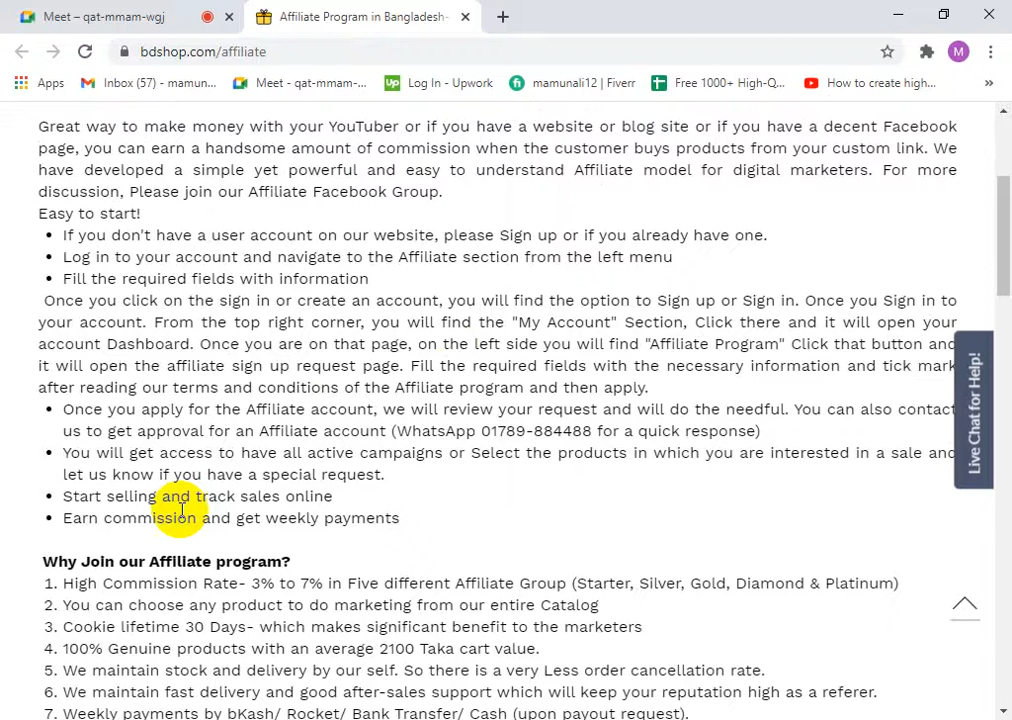 Meet – qat-mmam-wgj
Affiliate Program in Bangladesh-
bdshop.com/affiliate
M
Apps
Inbox (57) - mamun...
Meet - qat-mmam-...
Up
Log In - Upwork
fi
mamunali12 | Fiverr
Free 1000+ High-Q...
How to create high...
»
Great way to make money with your YouTuber or if you have a website or blog site or if you have a decent Facebook
page, you can earn a handsome amount of commission when the customer buys products from your custom link. We
have developed a simple yet powerful and easy to understand Affiliate model for digital marketers. For more
discussion, Please join our Affiliate Facebook Group.
Easy to start!
• If you don't have a user account on our website, please Sign up or if you already have one.
• Log in to your account and navigate to the Affiliate section from the left menu
• Fill the required fields with information
Once you click on the sign in or create an account, you will find the option to Sign up or Sign in. Once you Sign in to
your account. From the top right corner, you will find the "My Account" Section, Click there and it will open your
account Dashboard. Once you are on that page, on the left side you will find "Affiliate Program" Click that button and
it will open the affiliate sign up request page. Fill the required fields with the necessary information and tick mark
after reading our terms and conditions of the Affiliate program and then apply.
• Once you apply for the Affiliate account, we will review your request and will do the needful. You can also contact
us to get approval for an Affiliate account (WhatsApp 01789-884488 for a quick response)
• You will get access to have all active campaigns or Select the products in which you are interested in a sale and
let us know if you have a special request.
• Start selling and track sales online
• Earn commission and get weekly payments
Why Join our Affiliate program?
1. High Commission Rate- 3% to 7% in Five different Affiliate Group (Starter, Silver, Gold, Diamond & Platinum)
2. You can choose any product to do marketing from our entire Catalog
3. Cookie lifetime 30 Days- which makes significant benefit to the marketers
4. 100% Genuine products with an average 2100 Taka cart value.
5. We maintain stock and delivery by our self. So there is a very Less order cancellation rate.
6. We maintain fast delivery and good after-sales support which will keep your reputation high as a referer.
7. Weekly payments by bKash/ Rocket/ Bank Transfer/ Cash (upon payout request).
Live Chat for Help!